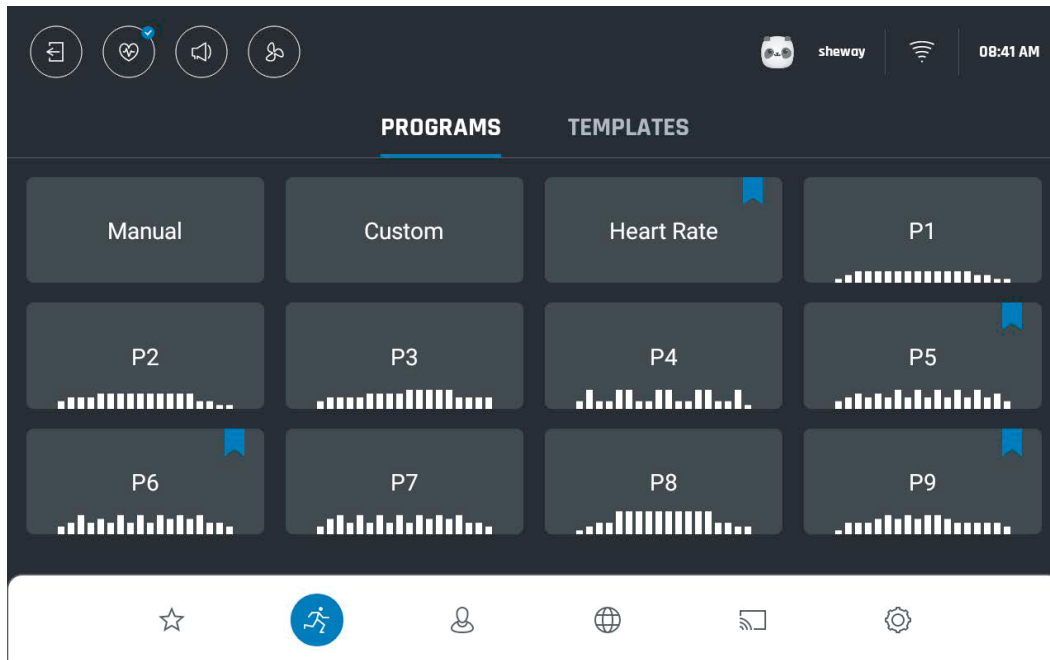 sheway 08:41 AM
PROGRAMS TEMPLATES
Manual Custom Heart Rate P1
P2 P3 P4 P5
P6 P7 P8 P9